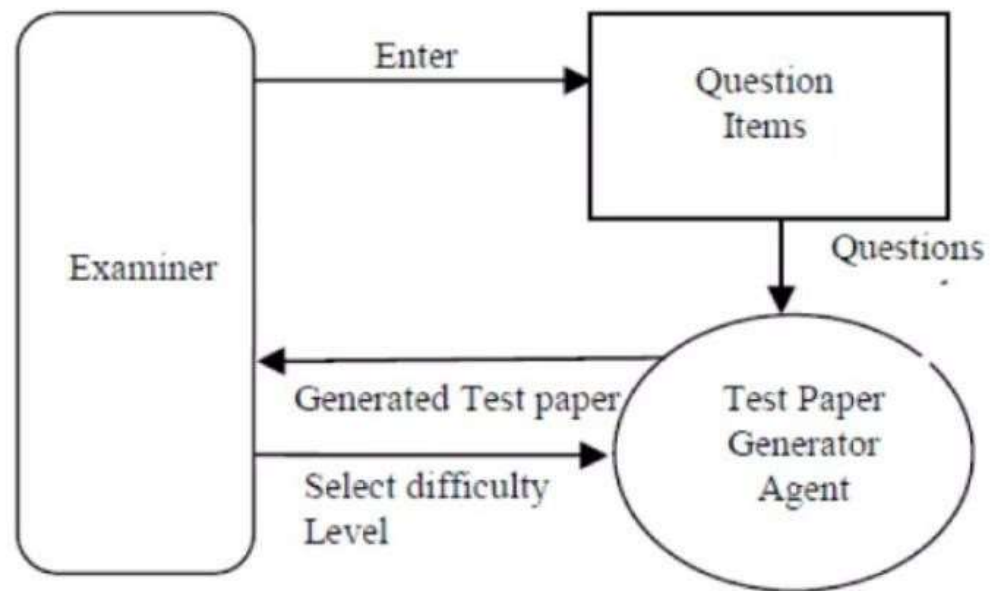 Enter
Question
Items
Questions
Examiner
Generated Test paper
Test Paper
Generator
Agent
Select difficulty
Level